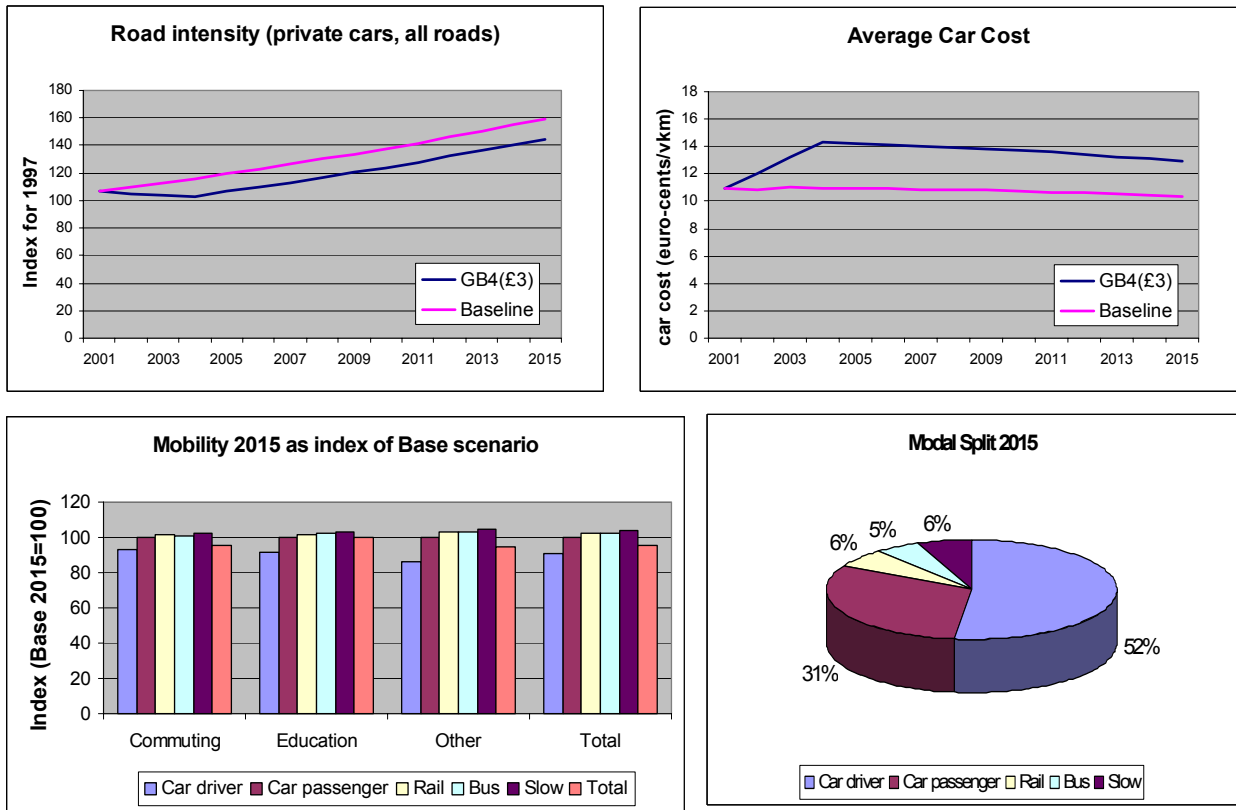 Road intensity (private cars, all roads)
Index for 1997
180
160
140
120
100
80
60
40
20
0
2001 2003 2005 2007 2009 2011 2013 2015
GB4(£3)
Baseline
Average Car Cost
car cost (euro-cents/vkm)
18
16
14
12
10
8
6
4
2
0
2001 2003 2005 2007 2009 2011 2013 2015
GB4(£3)
Baseline
Mobility 2015 as index of Base scenario
Index (Base 2015=100)
120
100
80
60
40
20
0
Commuting Education Other Total
Car driver Car passenger Rail Bus Slow Total
Modal Split 2015
6% 5% 6%
31% 52%
Car driver Car passenger Rail Bus Slow